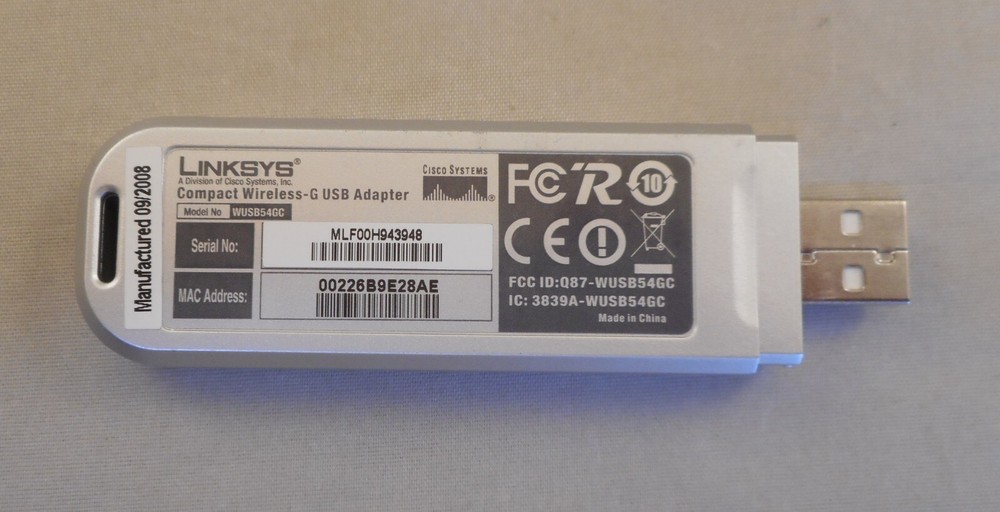 Manufactured 09/2008
LINKSYS®
A Division of Cisco Systems, Inc.
Compact Wireless-G USB Adapter
Model No WUSB54GC
Serial No:
MLF00H943948
MAC Address:
00226B9E28AE
CISCO SYSTEMS
®
FC R 10
CE
FCC ID:Q87-WUSB54GC
IC: 3839A-WUSB54GC
Made in China